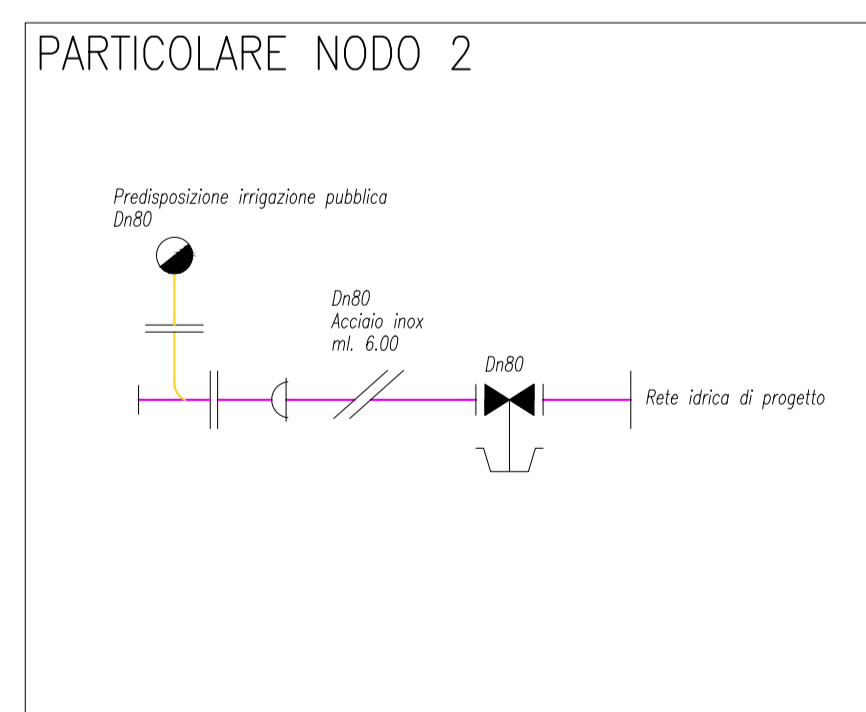 PARTICOLARE NODO 2
Predisposizione irrigazione pubblica
Dn80
Dn80
Acciaio inox
ml. 6.00
Dn80
Rete idrica di progetto